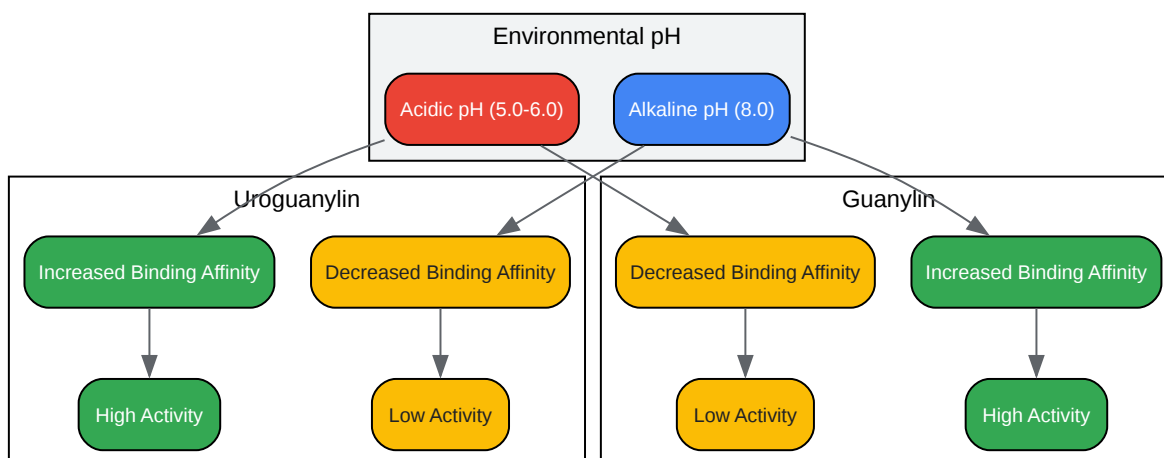 Environmental pH
Acidic pH (5.0-6.0)
Alkaline pH (8.0)
Uroguanylin
Guanylin
Increased Binding Affinity
Decreased Binding Affinity
Decreased Binding Affinity
Increased Binding Affinity
High Activity
Low Activity
Low Activity
High Activity